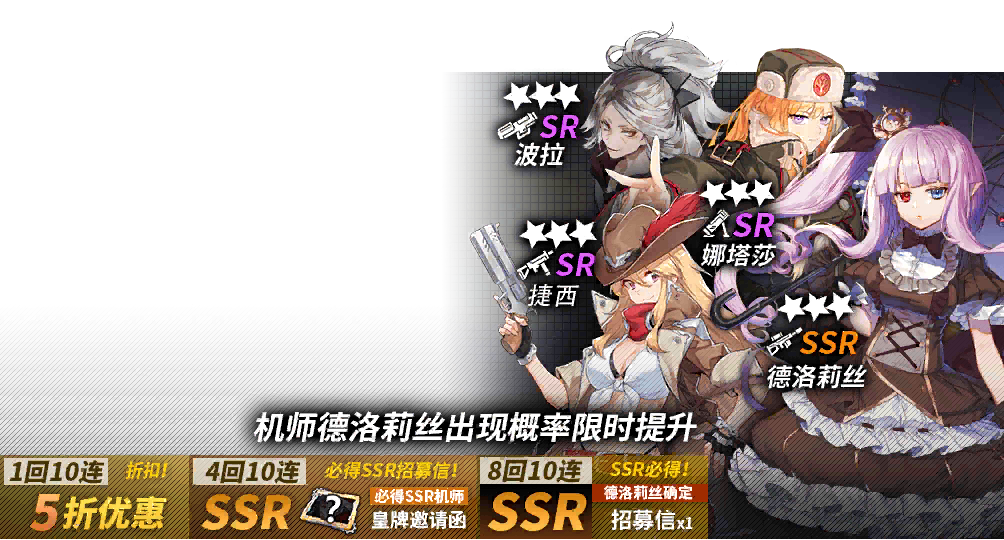 SR
波拉
SR
娜塔莎
SR
捷西
SSR
德洛莉丝
机师德洛莉丝出现概率限时提升
1回10连 折扣!
5折优惠
4回10连 必得SSR招募信!
SSR ? 必得SSR机师
皇牌邀请函
8回10连 SSR必得!
SSR 德洛莉丝确定
招募信x1